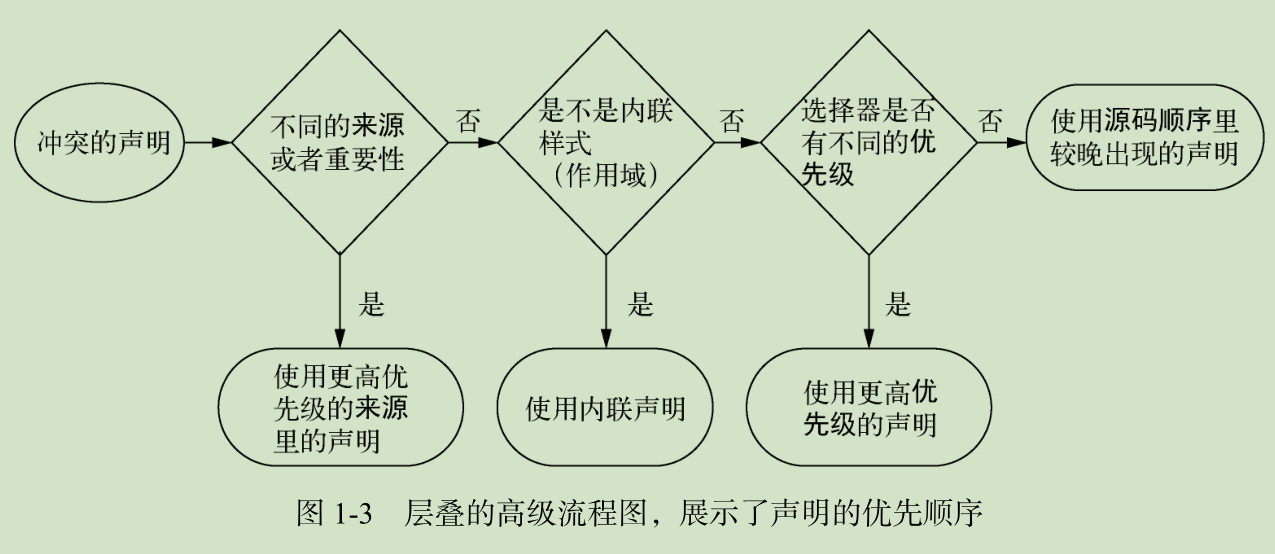 冲突的声明
不同的来源
或者重要性
否
是不是内联
样式
（作用域）
否
选择器是否
有不同的优
先级
否
使用源码顺序里
较晚出现的声明
是
是
是
使用更高优
先级的来源
里的声明
使用内联声明
使用更高优
先级的声明
图 1-3 层叠的高级流程图，展示了声明的优先顺序